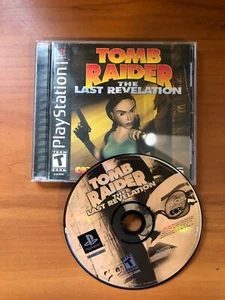 PlayStation
TOMB
RAIDER
THE
LAST REVELATION
T
TOMB
RAIDER
THE
LAST REVELATION
T